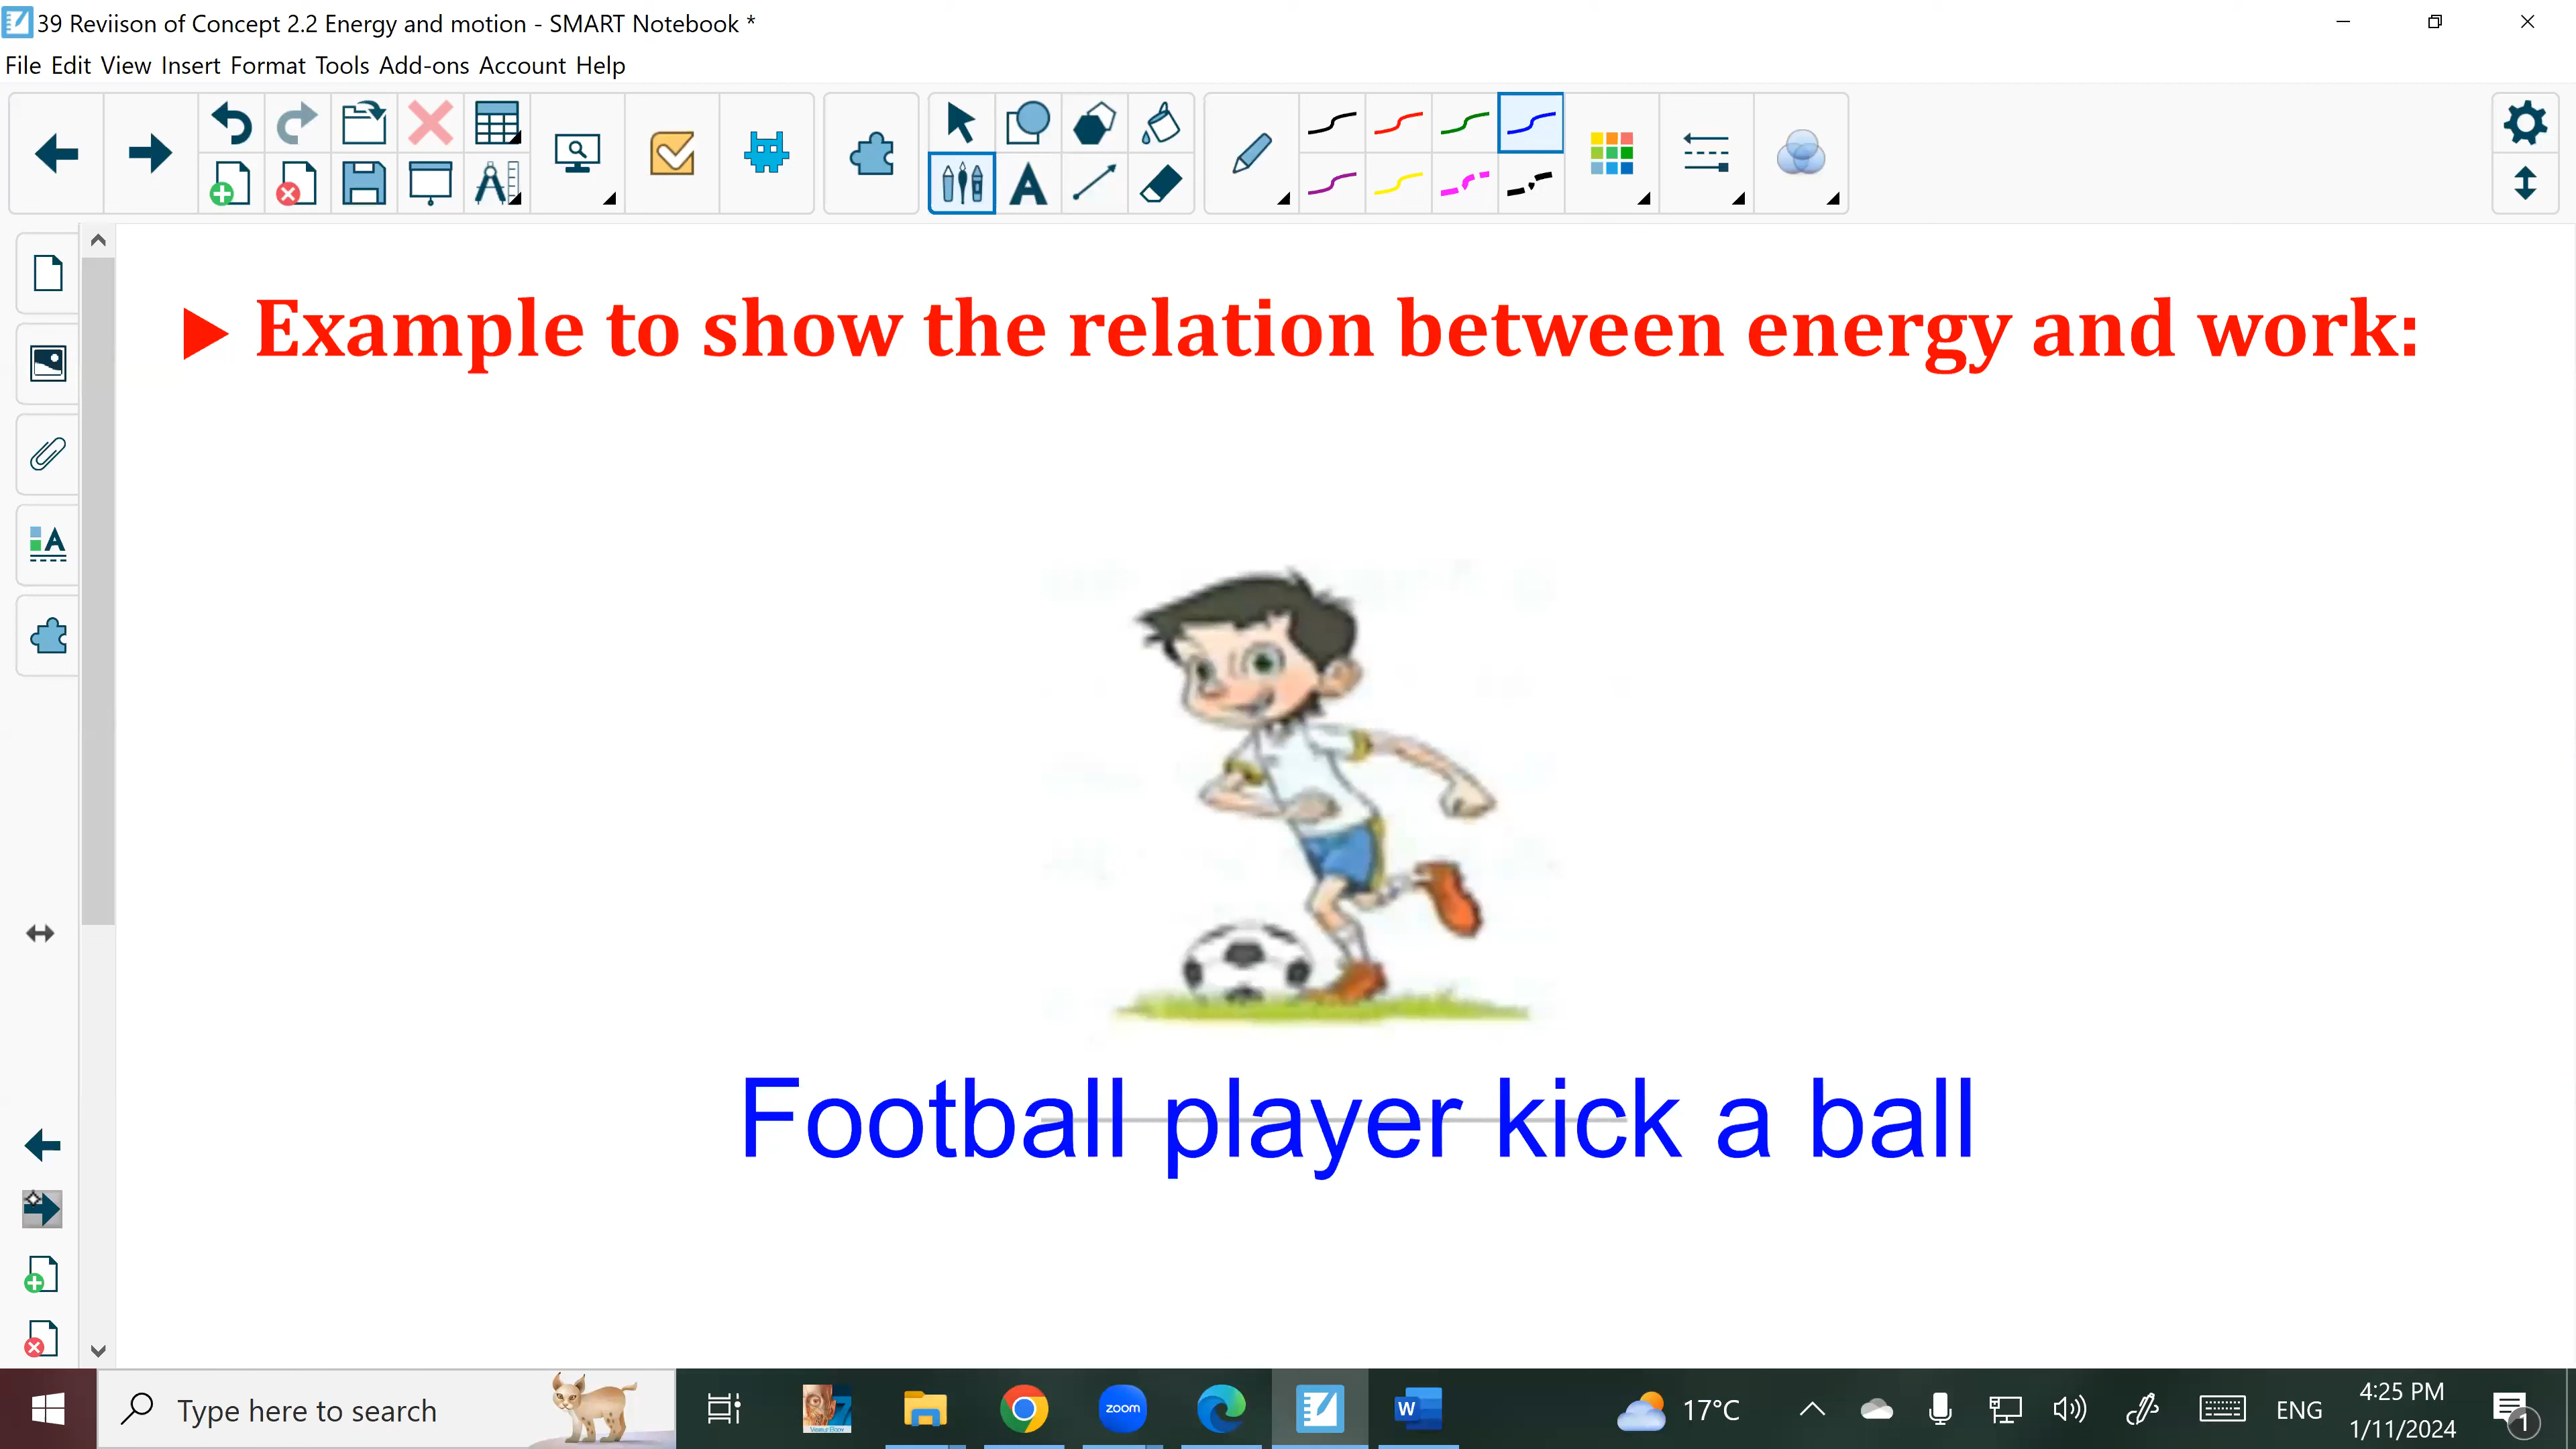 39 Reviison of Concept 2.2 Energy and motion - SMART Notebook *
File Edit View Insert Format Tools Add-ons Account Help
Example to show the relation between energy and work:
Football player kick a ball
Type here to search
zoom
W
17°C
ENG
4:25 PM
1/11/2024
1